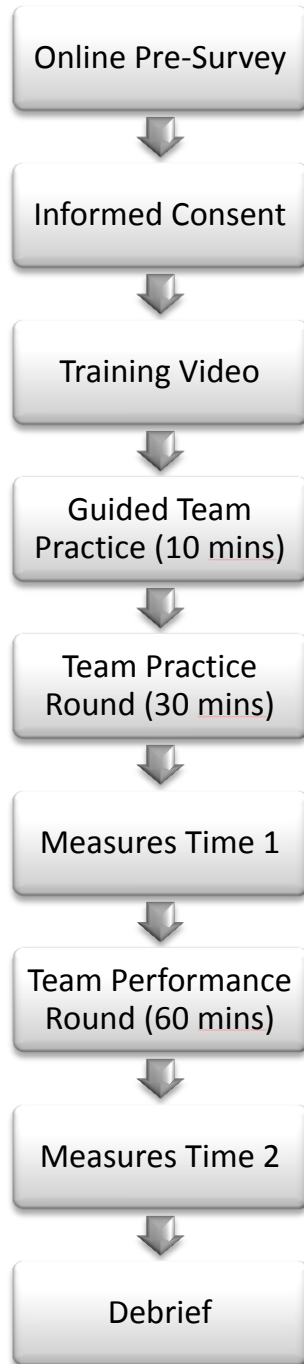 Online Pre-Survey
Informed Consent
Training Video
Guided Team
Practice (10 mins)
Team Practice
Round (30 mins)
Measures Time 1
Team Performance
Round (60 mins)
Measures Time 2
Debrief